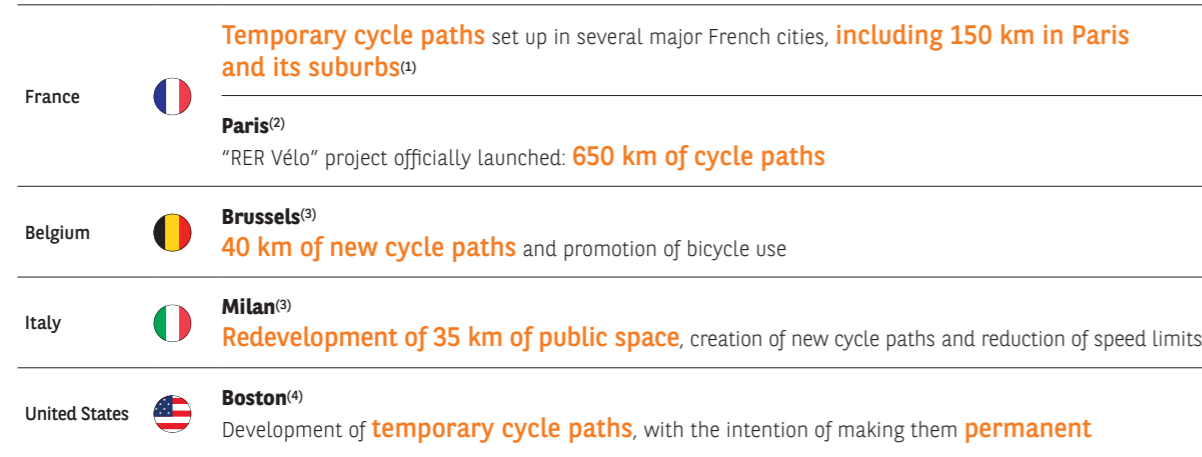 France
Temporary cycle paths set up in several major French cities, including 150 km in Paris
and its suburbs(1)
Paris(2)
“RER Vélo” project officially launched: 650 km of cycle paths
Belgium
Brussels(3)
40 km of new cycle paths and promotion of bicycle use
Italy
Milan(3)
Redevelopment of 35 km of public space, creation of new cycle paths and reduction of speed limits
United States
Boston(4)
Development of temporary cycle paths, with the intention of making them permanent